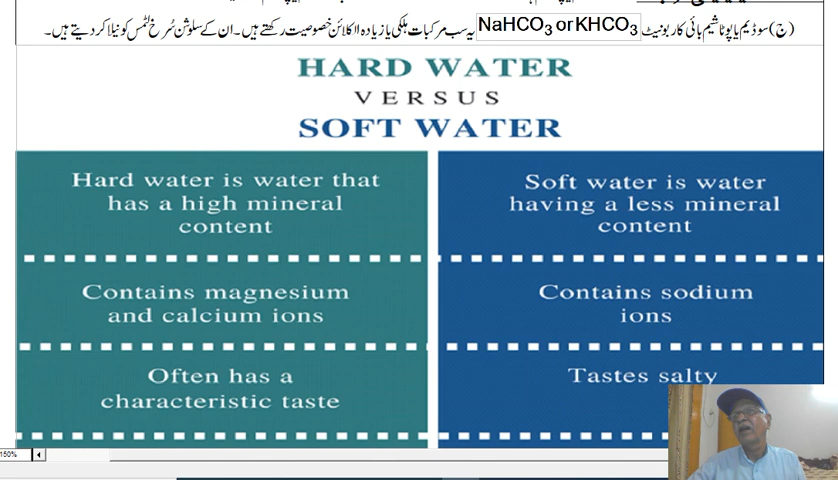 (ج) سوڈیم یا پوٹاشیم بائی کاربونیٹ NaHCO3 or KHCO3 یہ سب مرکبات ہلکی یا زیادہ الکلائن خصوصیت رکھتے ہیں۔ ان کے سلوشن سُرخ لٹمس کو نیلا کر دیتے ہیں۔
HARD WATER
VERSUS
SOFT WATER
Hard water is water that
has a high mineral
content
Contains magnesium
and calcium ions
Often has a
characteristic taste
Soft water is water
having a less mineral
content
Contains sodium
ions
Tastes salty
150%